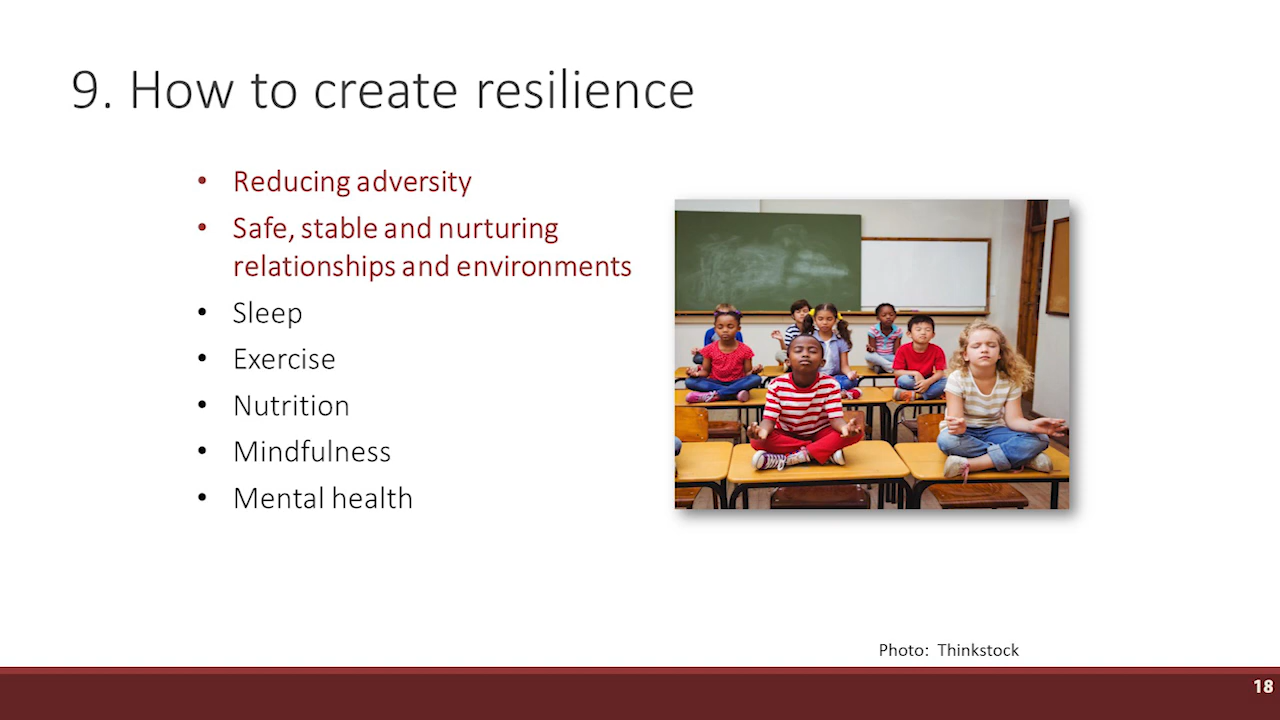 9. How to create resilience
• Reducing adversity
• Safe, stable and nurturing
relationships and environments
• Sleep
• Exercise
• Nutrition
• Mindfulness
• Mental health
Photo: Thinkstock
18